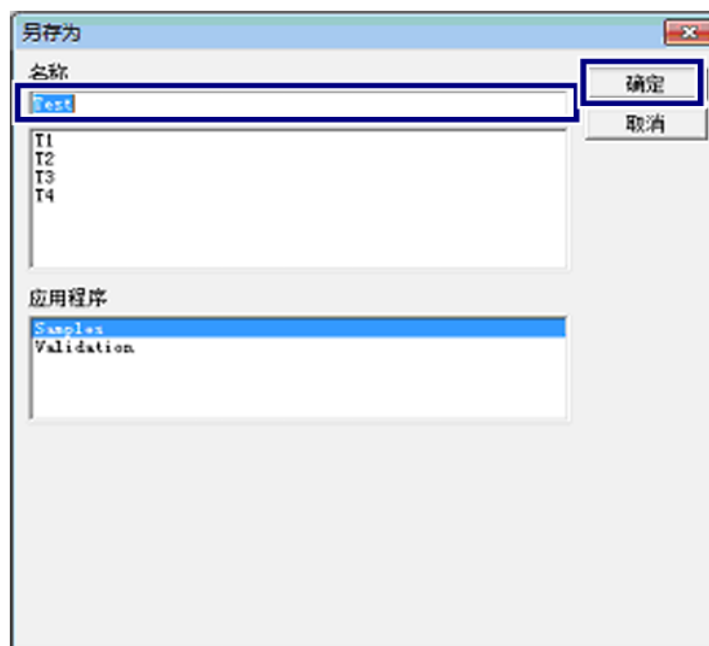 另存为
名称
确定
Test
取消
T1
T2
T3
T4
应用程序
Samples
Validation